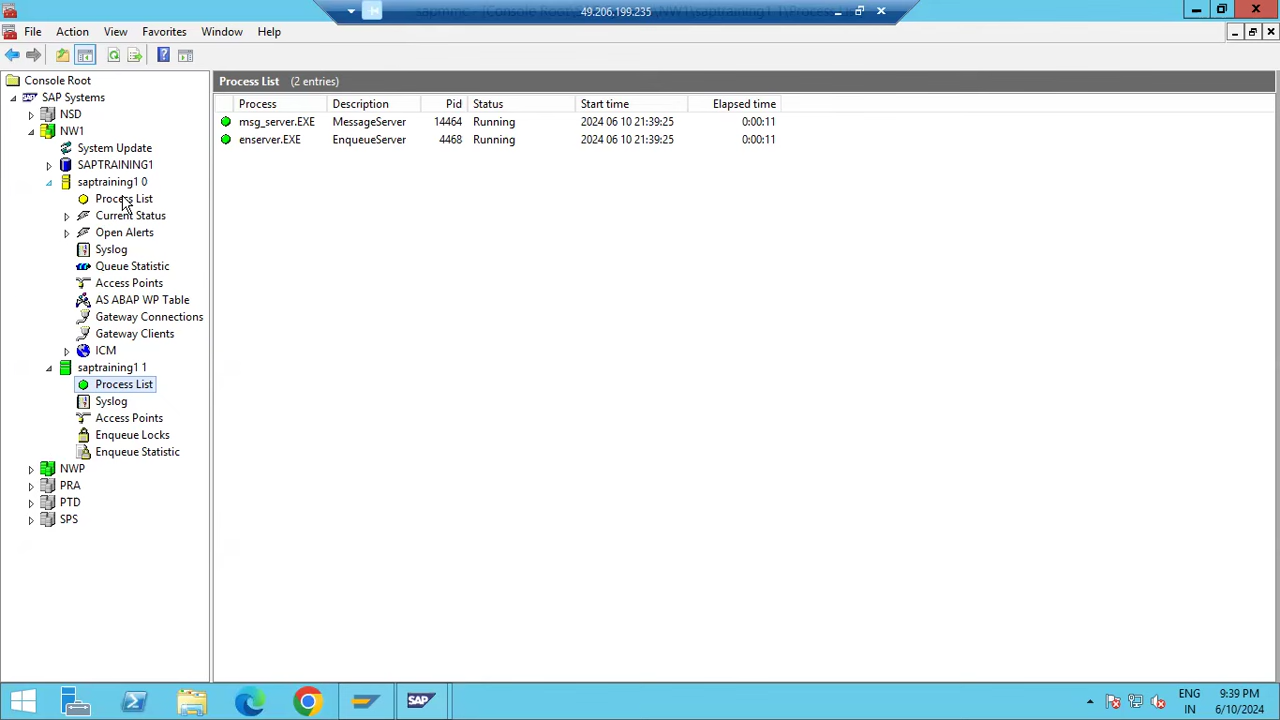 49.206.199.235
File Action View Favorites Window Help
Console Root
SAP Systems
NSD
NW1
System Update
SAPTRAINING1
saptraining1 0
Process List
Current Status
Open Alerts
Syslog
Queue Statistic
Access Points
AS ABAP WP Table
Gateway Connections
Gateway Clients
ICM
saptraining1 1
Process List
Syslog
Access Points
Enqueue Locks
Enqueue Statistic
NWP
PRA
PTD
SPS
Process List (2 entries)
Process Description Pid Status Start time Elapsed time
msg_server.EXE MessageServer 14464 Running 2024 06 10 21:39:25 0:00:11
enserver.EXE EnqueueServer 4468 Running 2024 06 10 21:39:25 0:00:11
SAP
ENG 9:39 PM
IN 6/10/2024